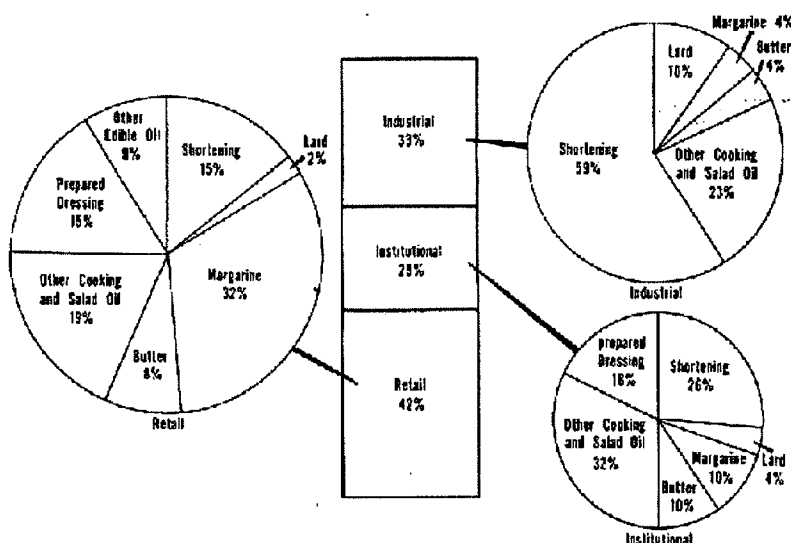 Other
Edible Oil
9%
Shortening
15%
Lard
2%
Prepared
Dressing
15%
Margarine
32%
Other Cooking
and Salad Oil
19%
Butter
8%
Retail
Industrial
33%
Institutional
25%
Retail
42%
Margarine 4%
Butter
4%
Lard
10%
Shortening
59%
Other Cooking
and Salad Oil
23%
Industrial
prepared
Dressing
18%
Shortening
26%
Other Cooking
and Salad Oil
32%
Margarine
10%
Lard
4%
Butter
10%
Institutional